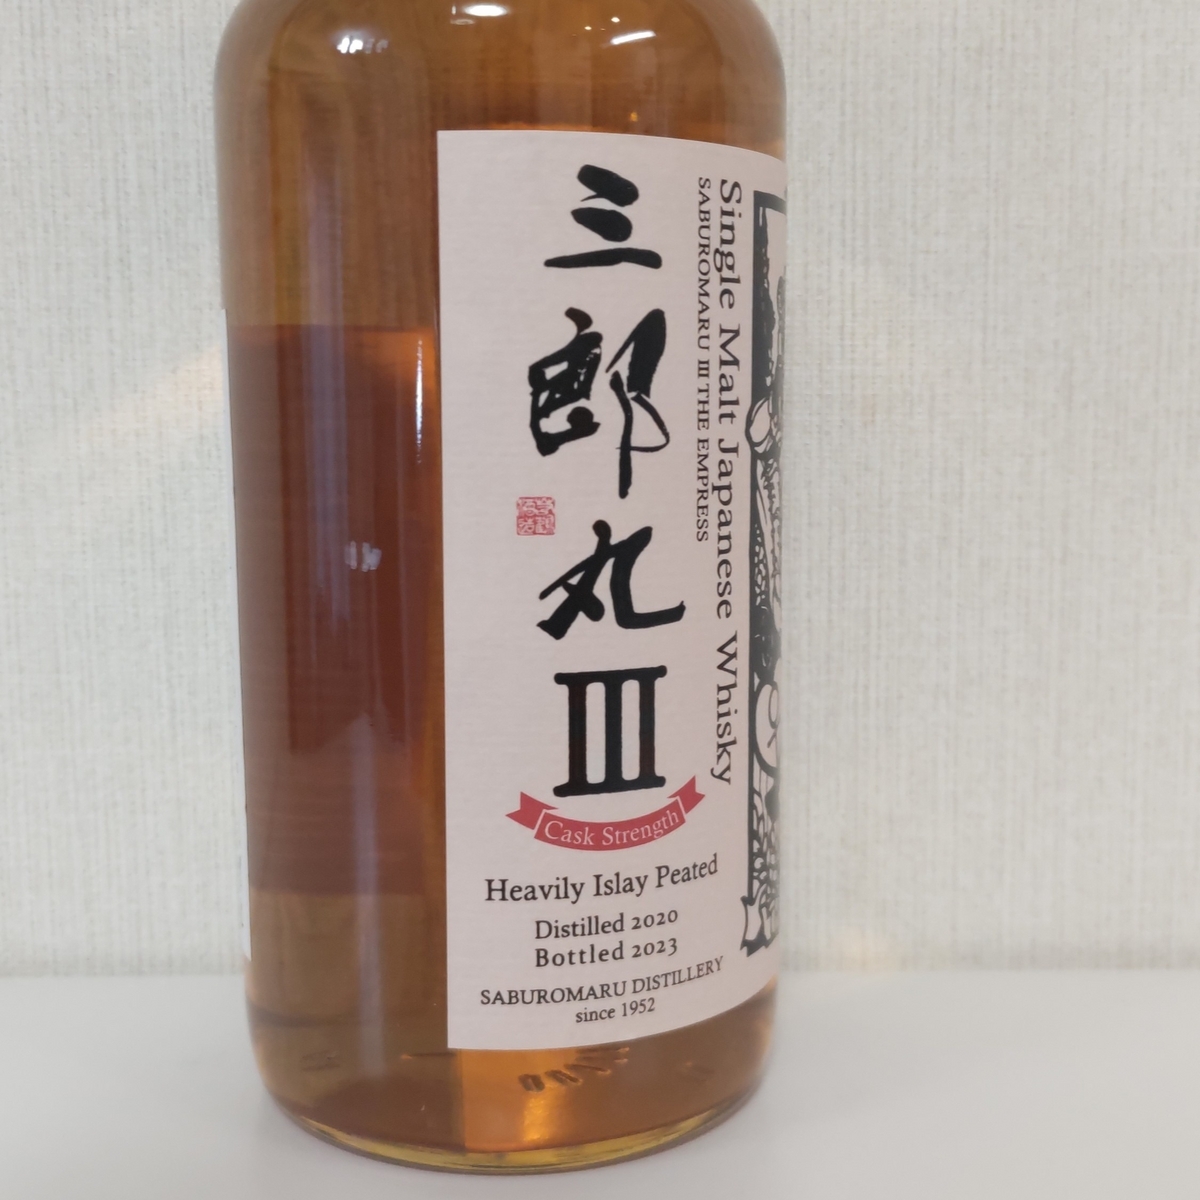 三郎丸
III
Single Malt Japanese Whisky
SABUROMARU III THE EMPRESS
Cask Strength
Heavily Islay Peated
Distilled 2020
Bottled 2023
SABUROMARU DISTILLERY
since 1952